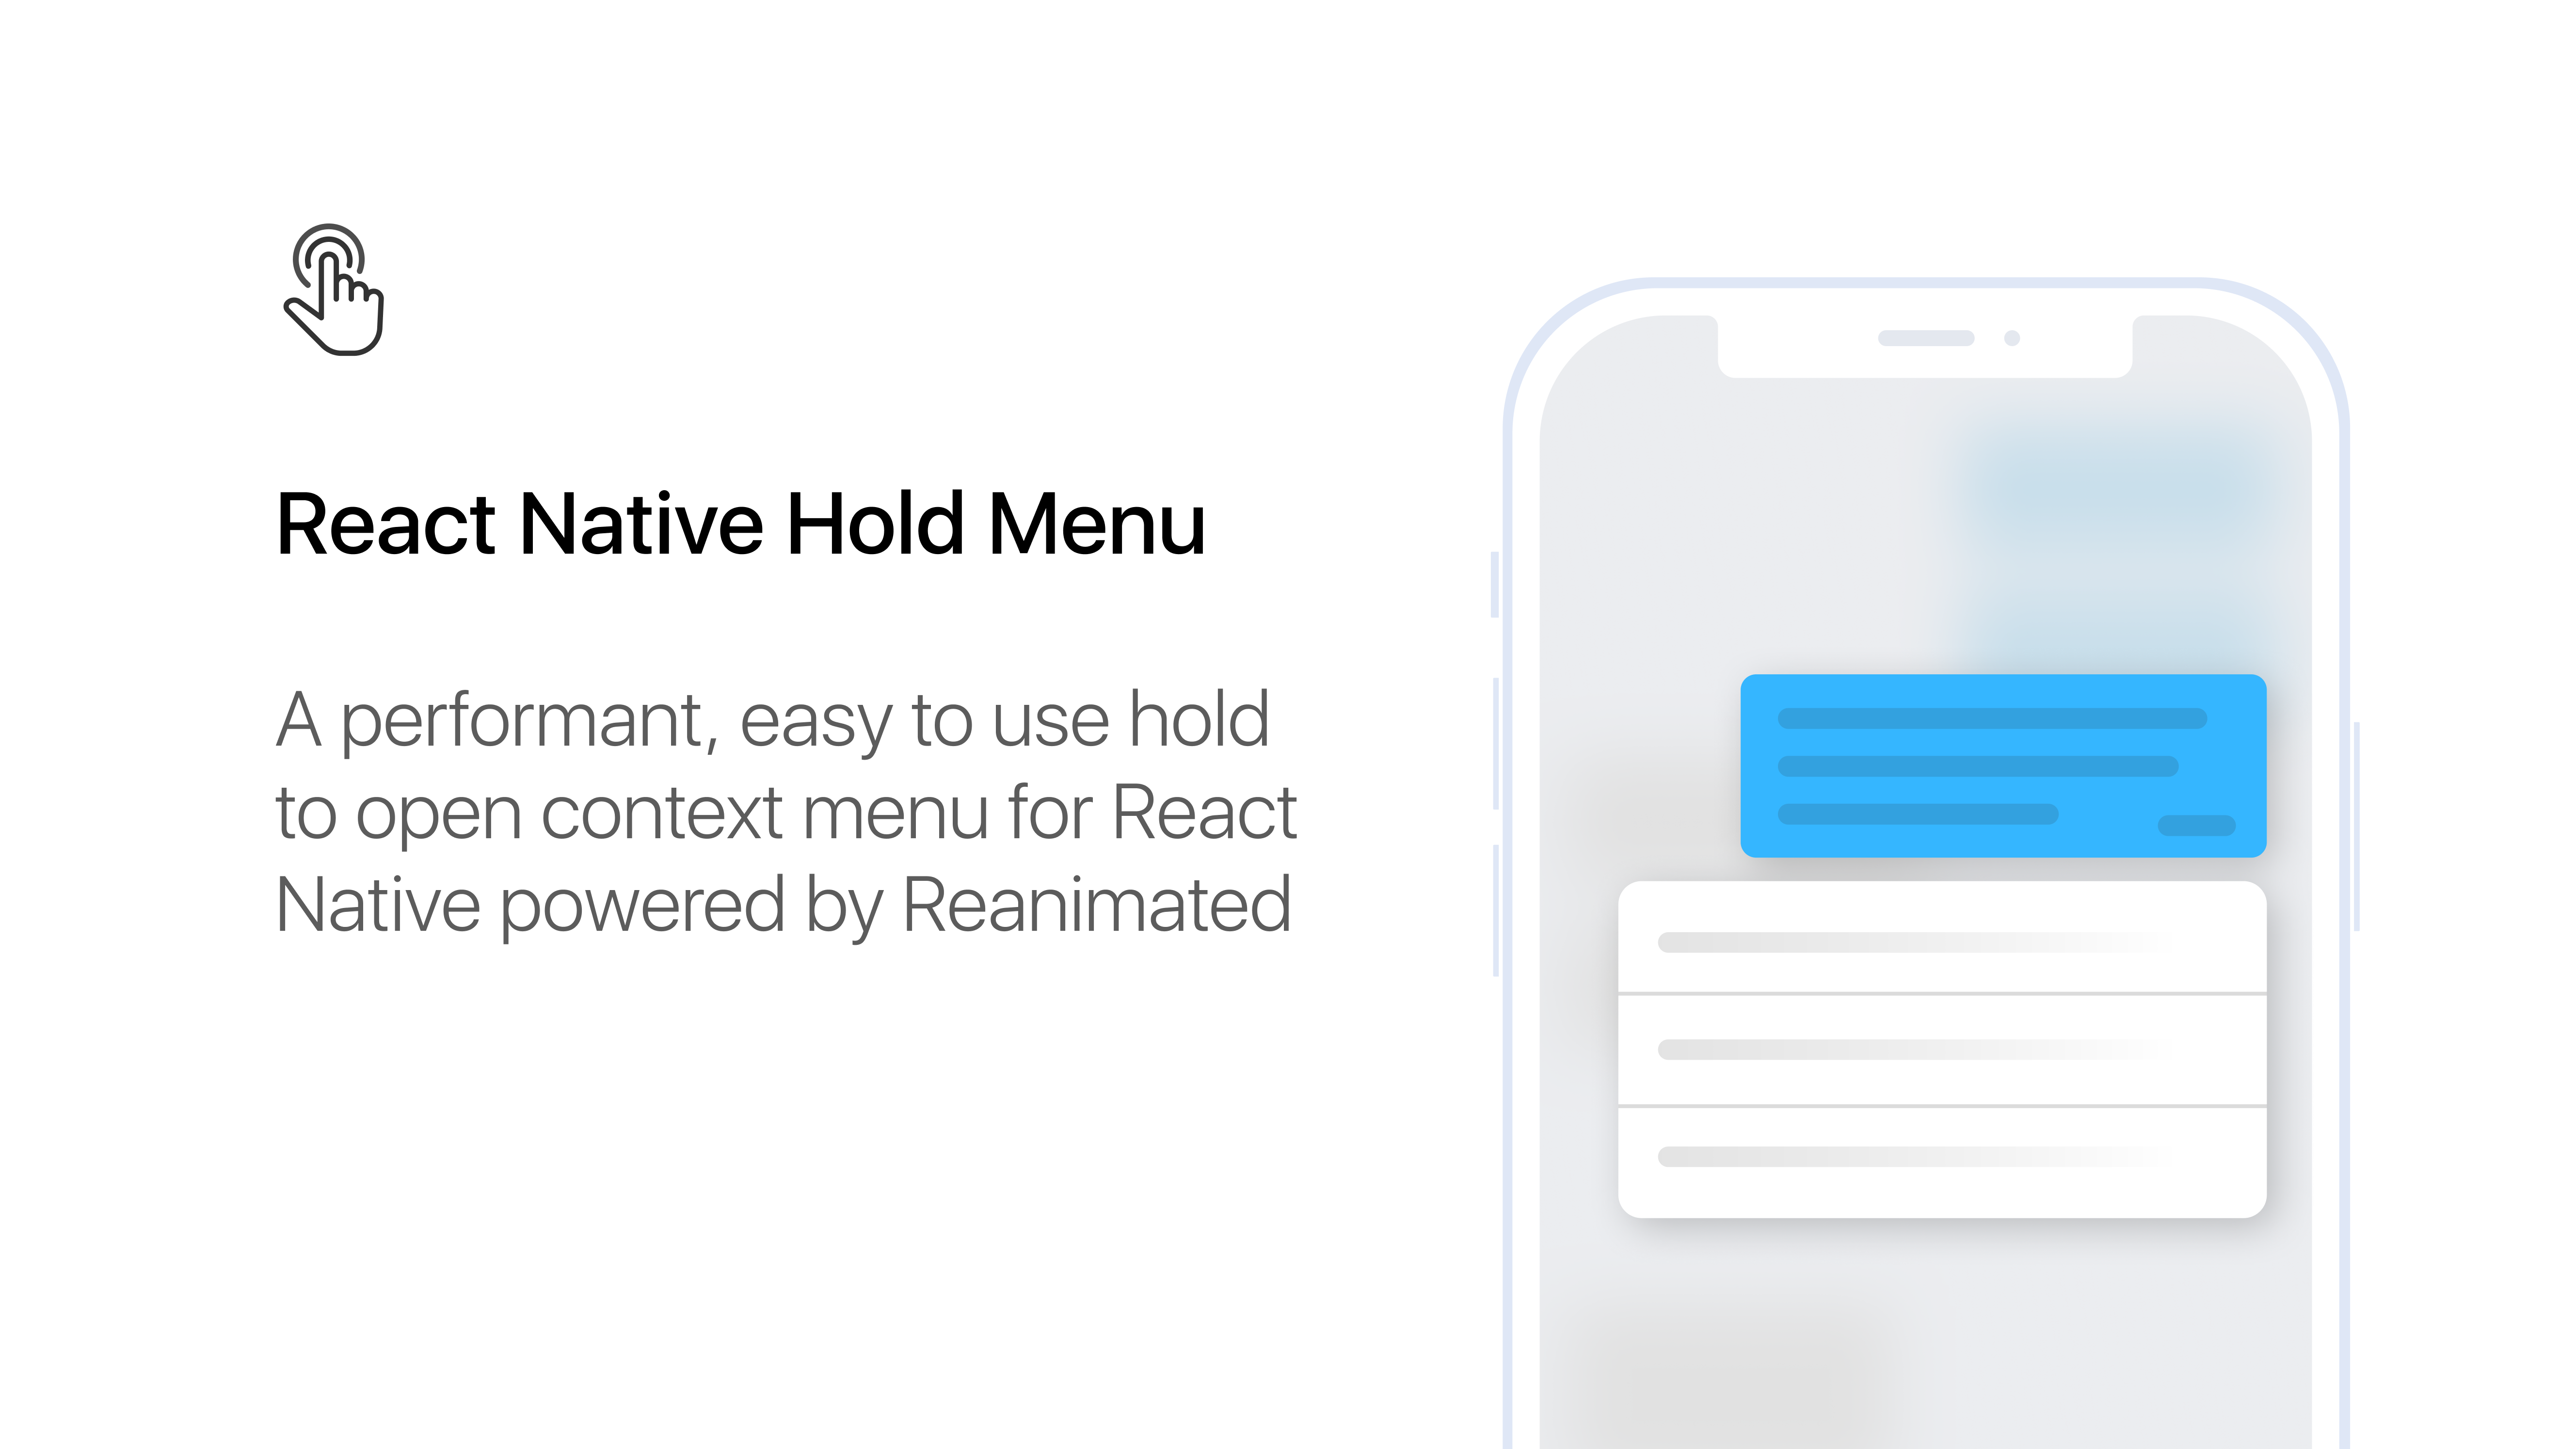 React Native Hold Menu
A performant, easy to use hold
to open context menu for React
Native powered by Reanimated